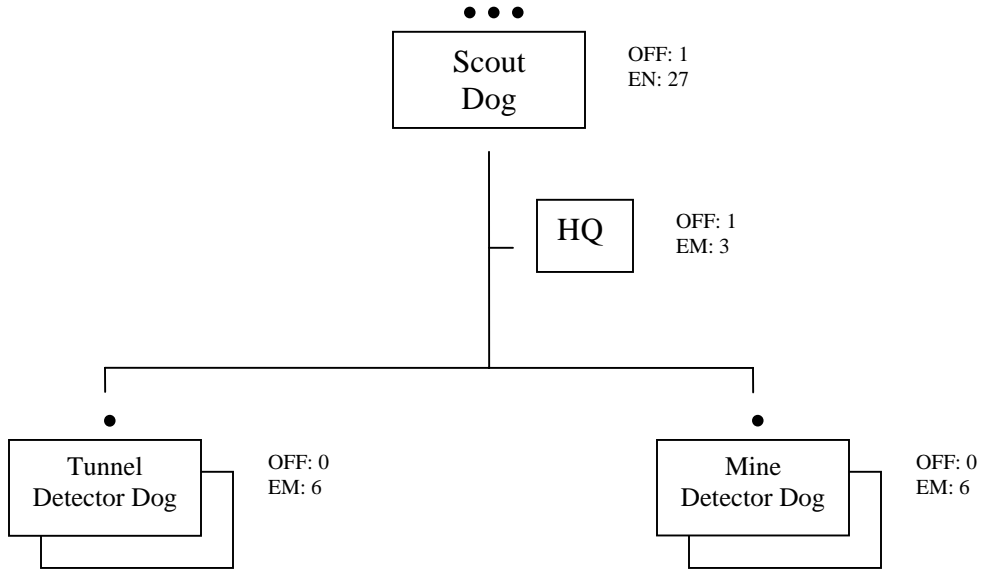 Scout
Dog
OFF: 1
EN: 27
HQ
OFF: 1
EM: 3
Tunnel
Detector Dog
OFF: 0
EM: 6
Mine
Detector Dog
OFF: 0
EM: 6